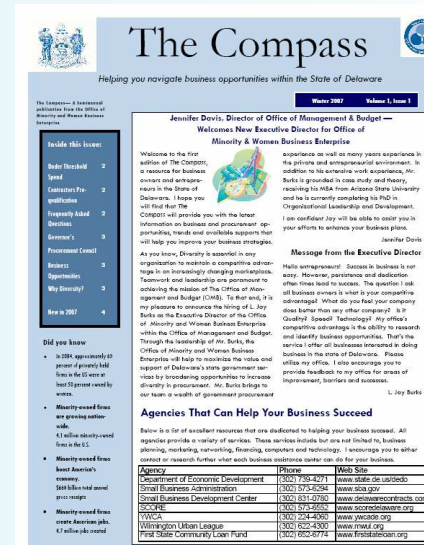 The Compass
Helping you navigate business opportunities within the State of Delaware
The Compass— A Semiannual
publication from the Office of
Minority and Women Business
Enterprise
Winter 2007 Volume 1, Issue 1
Inside this issue:
Under Threshold 2
Spend
Contractors Pre- 2
qualification
Frequently Asked 2
Questions
Governor's 3
Procurement Council
Business 3
Opportunities
Why Diversity? 3
New in 2007 4
Did you know
In 2004, approximately 63
percent of privately held
firms in the US were at
least 50 percent owned by
women.
Minority-owned firms
are growing nation-
wide.
4.1 million minority-owned
firms in the U.S.
Minority-owned firms
boost America's
economy.
billion total annual
gross receipts
Minority-owned firms
create American jobs.
4.7 million jobs created
Jennifer Davis, Director of Office of Management & Budget —
Welcomes New Executive Director for Office of
Minority & Women Business Enterprise
Welcome to the first
edition of The Compass,
a resource for business
owners and entrepre-
neurs in the State of
Delaware. I hope you
will find that The
Compass will provide you with the latest
information on business and procurement op-
portunities, trends and available supports that
will help you improve your business strategies.
As you know, Diversity is essential in any
organization to maintain a competitive advan-
tage in an increasingly changing marketplace.
Teamwork and leadership are paramount to
achieving the mission of The Office of Man-
agement and Budget (OMB). To that end, it is
my pleasure to announce the hiring of L. Jay
Burks as the Executive Director of the Office
of Minority and Women Business Enterprise
within the Office of Management and Budget.
Through the leadership of Mr. Burks, the
Office of Minority and Women Business
Enterprise will help to maximize the value and
support of Delaware's state government ser-
vices by broadening opportunities to increase
diversity in procurement. Mr. Burks brings to
our team a wealth of government procurement
experience as well as many years experience in
the private and entrepreneurial environment. In
addition to his extensive work experience, Mr.
Burks is grounded in case study and theory,
receiving his MBA from Arizona State University
and he is currently completing his PhD in
Organizational Leadership and Development.
I am confident Jay will be able to assist you in
your efforts to enhance your business plans.
Jennifer Davis
Message from the Executive Director
Hello entrepreneurs! Success in business is not
easy. However, persistence and dedication
often times lead to success. The question I ask
all business owners is what is your competitive
advantage? What do you feel your company
does better than any other company? Is it
Quality? Speed? Technology? My office's
competitive advantage is the ability to research
and identify business opportunities. That's the
service I offer all businesses interested in doing
business in the state of Delaware. Please
utilize my office. I also encourage you to
provide feedback to my office for areas of
improvement, barriers and successes.
L. Jay Burks
Agencies That Can Help Your Business Succeed
Below is a list of excellent resources that are dedicated to helping your business succeed. All
agencies provide a variety of services. These services include but are not limited to, business
planning, marketing, networking, financing, computers and technology. I encourage you to either
contact or research further what each business assistance center can do for your business.
Agency Phone Web Site
Department of Economic Development (302) 739-4271 www.state.de.us/dedo
Small Business Administration (302) 573-6294 www.sba.gov
Small Business Development Center (302) 831-0780 www.delawarecontracts.com
SCORE (302) 573-6552 www.scoredelaware.org
YWCA (302) 224-4060 www.ywcade.org
Wilmington Urban League (302) 622-4300 www.mwul.org
First State Community Loan Fund (302) 652-6774 www.firststateloan.org